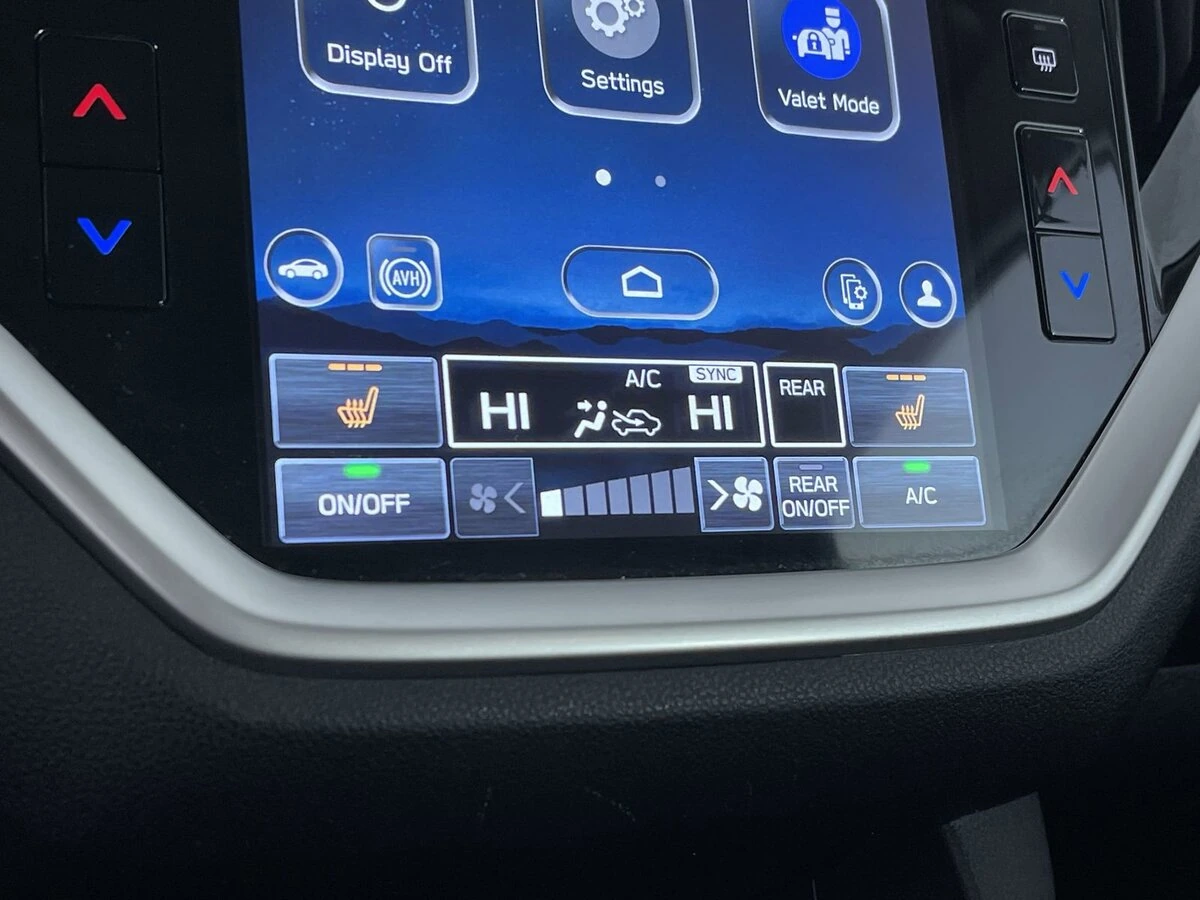 Display Off
Settings
Valet Mode
AVH
A/C
SYNC
HI
HI
REAR
ON/OFF
REAR
ON/OFF
A/C